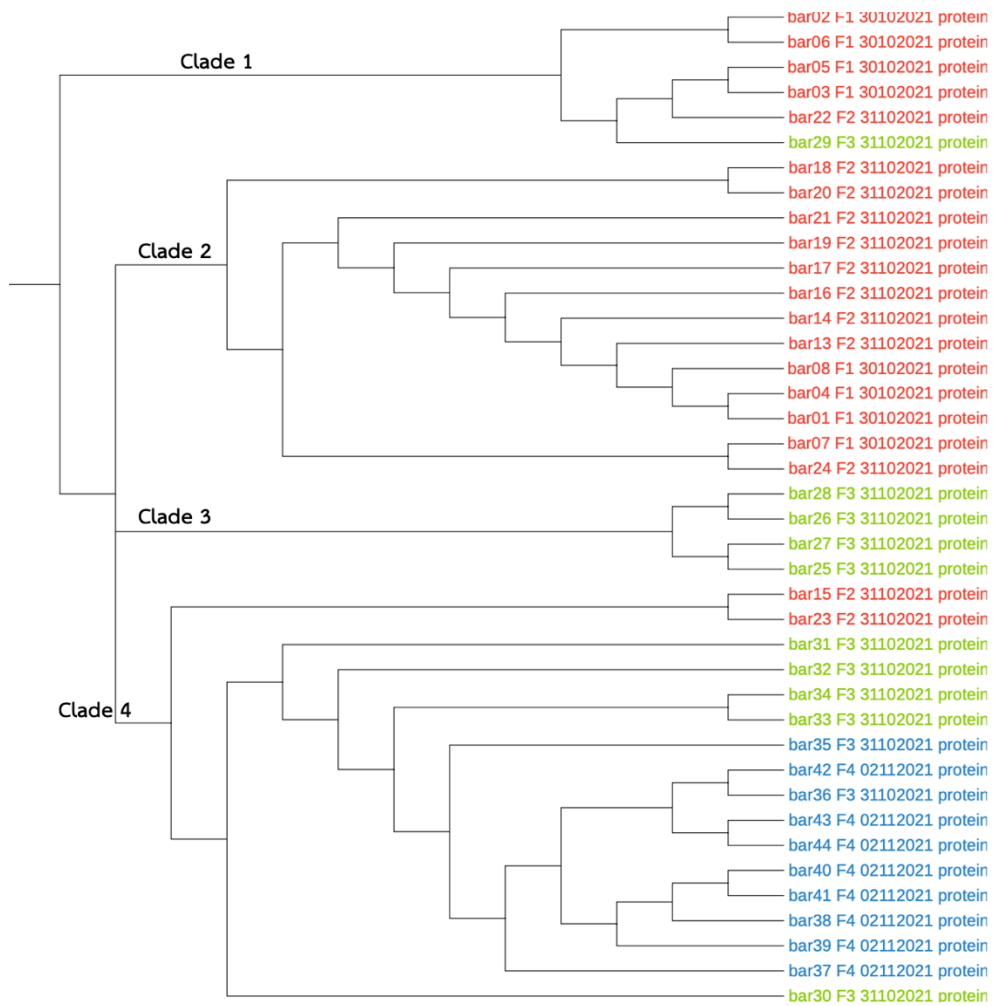 bar02 F1 30102021 protein
Clade 1
bar06 F1 30102021 protein
bar05 F1 30102021 protein
bar03 F1 30102021 protein
bar22 F2 31102021 protein
bar29 F3 31102021 protein
bar18 F2 31102021 protein
bar20 F2 31102021 protein
bar21 F2 31102021 protein
Clade 2
bar19 F2 31102021 protein
bar17 F2 31102021 protein
bar16 F2 31102021 protein
bar14 F2 31102021 protein
bar13 F2 31102021 protein
bar08 F1 30102021 protein
bar04 F1 30102021 protein
bar01 F1 30102021 protein
bar07 F1 30102021 protein
bar24 F2 31102021 protein
bar28 F3 31102021 protein
Clade 3
bar26 F3 31102021 protein
bar27 F3 31102021 protein
bar25 F3 31102021 protein
bar15 F2 31102021 protein
bar23 F2 31102021 protein
bar31 F3 31102021 protein
bar32 F3 31102021 protein
bar34 F3 31102021 protein
Clade 4
bar33 F3 31102021 protein
bar35 F3 31102021 protein
bar42 F4 02112021 protein
bar36 F3 31102021 protein
bar43 F4 02112021 protein
bar44 F4 02112021 protein
bar40 F4 02112021 protein
bar41 F4 02112021 protein
bar38 F4 02112021 protein
bar39 F4 02112021 protein
bar37 F4 02112021 protein
bar30 F3 31102021 protein